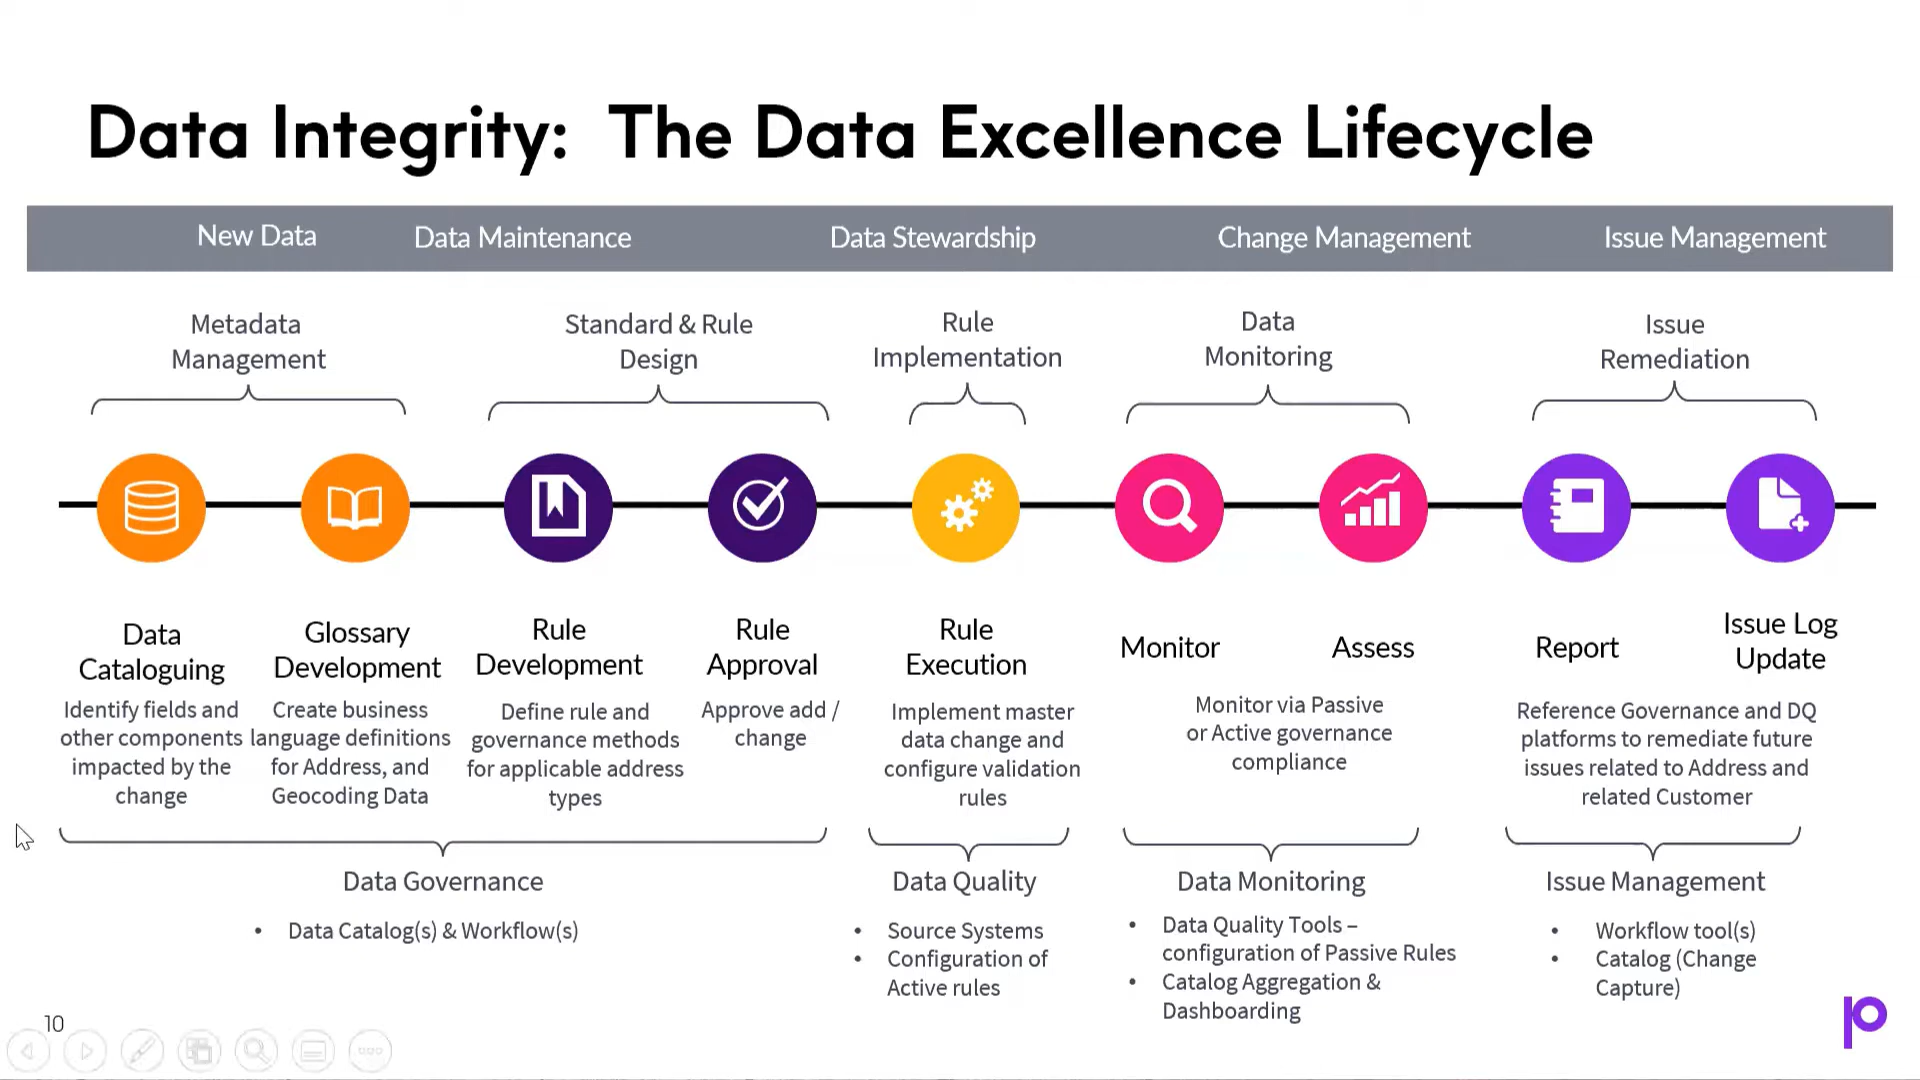 Data Integrity: The Data Excellence Lifecycle
New Data
Data Maintenance
Data Stewardship
Change Management
Issue Management
Metadata
Management
Standard & Rule
Design
Rule
Implementation
Data
Monitoring
Issue
Remediation
Data
Cataloguing
Identify fields and
other components
impacted by the
change
Glossary
Development
Create business
language definitions
for Address, and
Geocoding Data
Rule
Development
Define rule and
governance methods
for applicable address
types
Rule
Approval
Approve add /
change
Rule
Execution
Implement master
data change and
configure validation
rules
Monitor
Assess
Monitor via Passive
or Active governance
compliance
Report
Issue Log
Update
Reference Governance and DQ
platforms to remediate future
issues related to Address and
related Customer
Data Governance
• Data Catalog(s) & Workflow(s)
Data Quality
• Source Systems
• Configuration of
Active rules
Data Monitoring
• Data Quality Tools –
configuration of Passive Rules
• Catalog Aggregation &
Dashboarding
Issue Management
• Workflow tool(s)
• Catalog (Change
Capture)
10